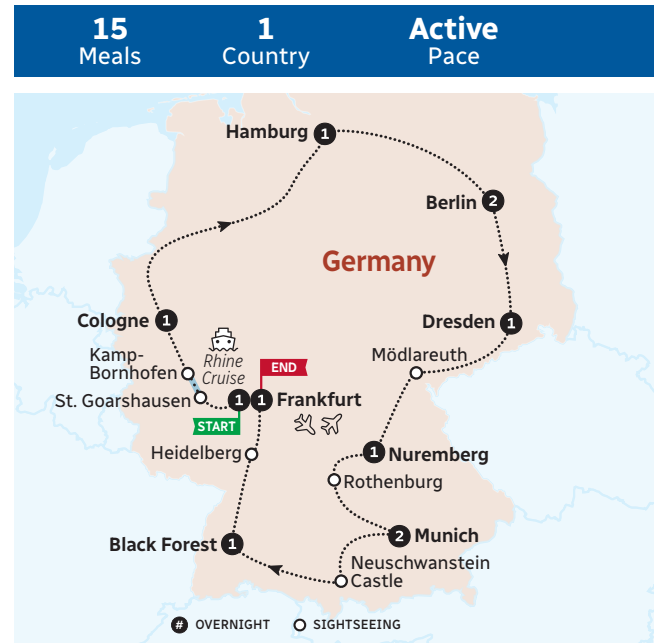 15
Meals
1
Country
Active
Pace
Hamburg 1
Berlin 2
Germany
Cologne 1
Dresden 1
Kamp-
Bornhofen
Rhine
Cruise
Mödlareuth
END
St. Goarshausen
1 1 Frankfurt
START
Heidelberg
1 Nuremberg
Rothenburg
Black Forest 1
2 Munich
Neuschwanstein
Castle
# OVERNIGHT SIGHTSEEING